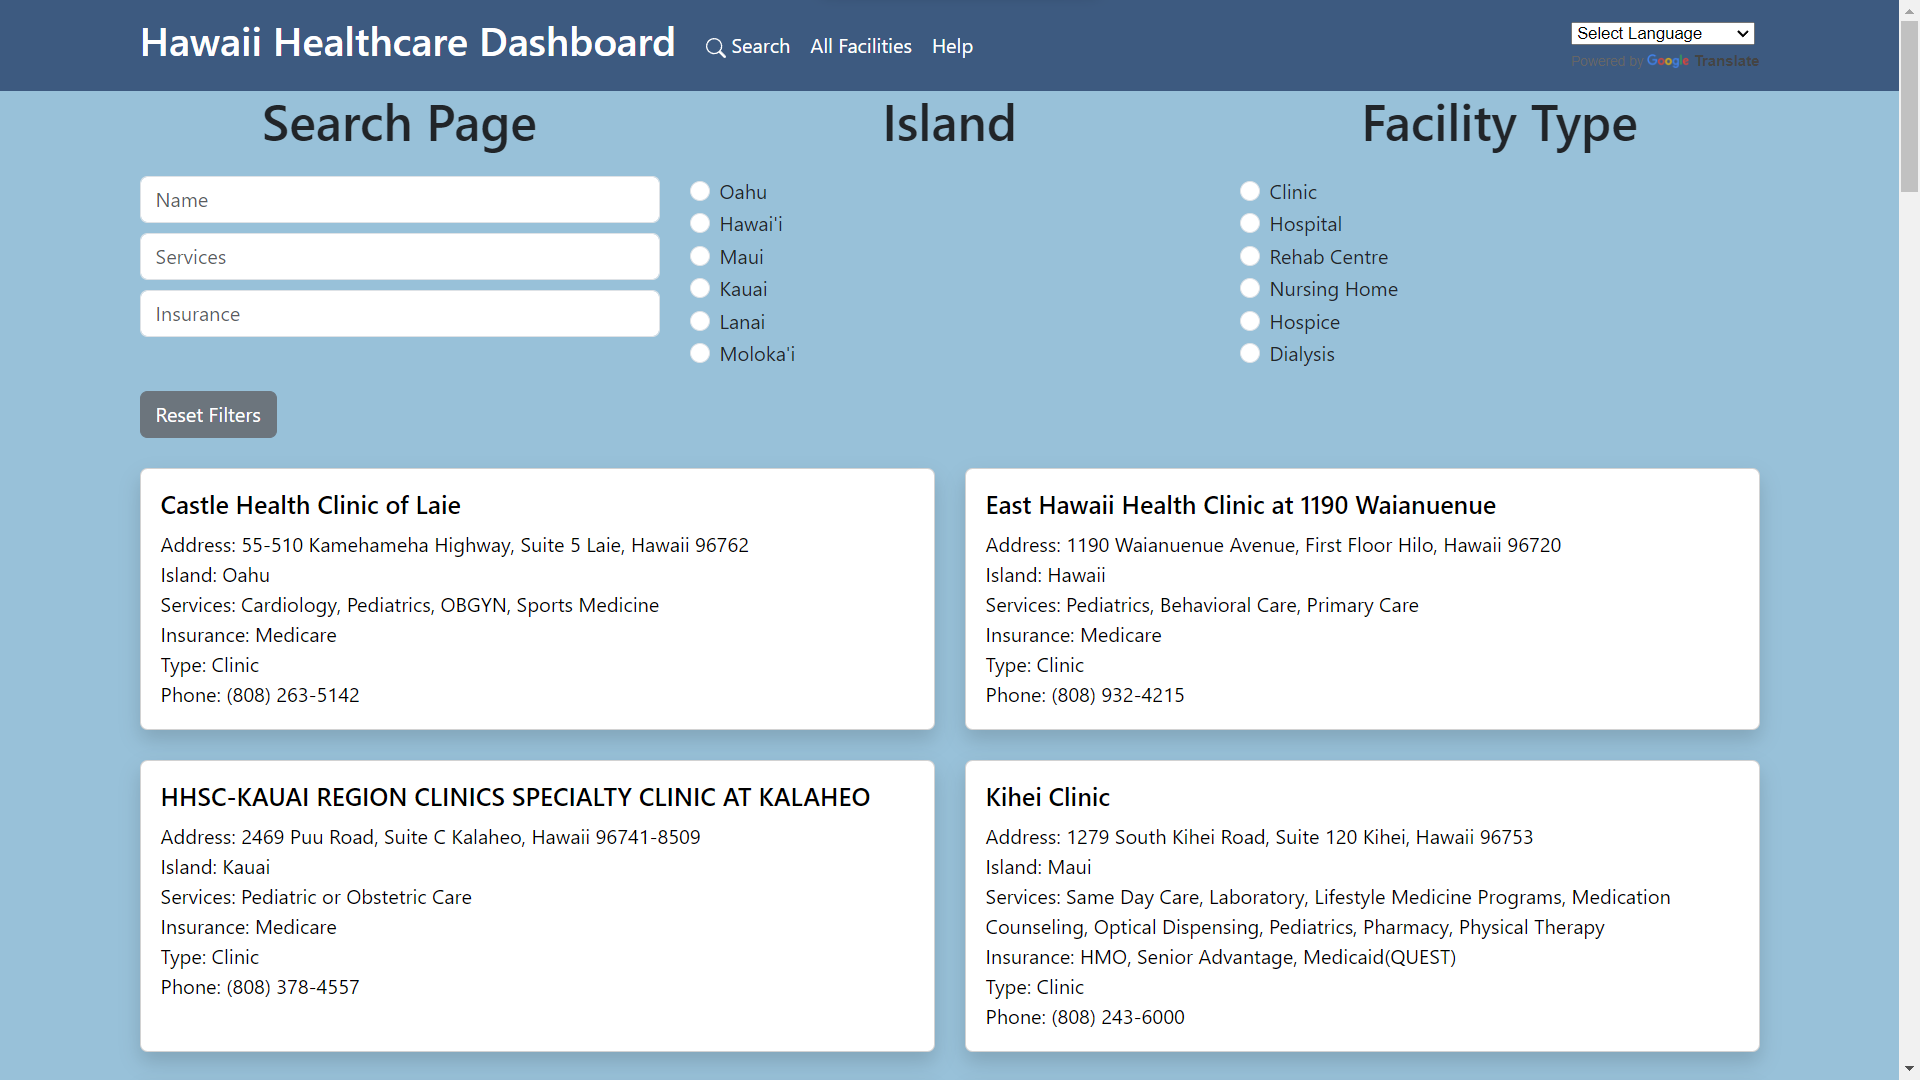 Hawaii Healthcare Dashboard
Search
All Facilities
Help
Select Language
Powered by Google Translate
Search Page
Name
Services
Insurance
Reset Filters
Island
Oahu
Hawai'i
Maui
Kauai
Lanai
Moloka'i
Facility Type
Clinic
Hospital
Rehab Centre
Nursing Home
Hospice
Dialysis
Castle Health Clinic of Laie
Address: 55-510 Kamehameha Highway, Suite 5 Laie, Hawaii 96762
Island: Oahu
Services: Cardiology, Pediatrics, OBGYN, Sports Medicine
Insurance: Medicare
Type: Clinic
Phone: (808) 263-5142
East Hawaii Health Clinic at 1190 Waianuenue
Address: 1190 Waianuenue Avenue, First Floor Hilo, Hawaii 96720
Island: Hawaii
Services: Pediatrics, Behavioral Care, Primary Care
Insurance: Medicare
Type: Clinic
Phone: (808) 932-4215
HHSC-KAUAI REGION CLINICS SPECIALTY CLINIC AT KALAHEO
Address: 2469 Puu Road, Suite C Kalaheo, Hawaii 96741-8509
Island: Kauai
Services: Pediatric or Obstetric Care
Insurance: Medicare
Type: Clinic
Phone: (808) 378-4557
Kihei Clinic
Address: 1279 South Kihei Road, Suite 120 Kihei, Hawaii 96753
Island: Maui
Services: Same Day Care, Laboratory, Lifestyle Medicine Programs, Medication
Counseling, Optical Dispensing, Pediatrics, Pharmacy, Physical Therapy
Insurance: HMO, Senior Advantage, Medicaid(QUEST)
Type: Clinic
Phone: (808) 243-6000